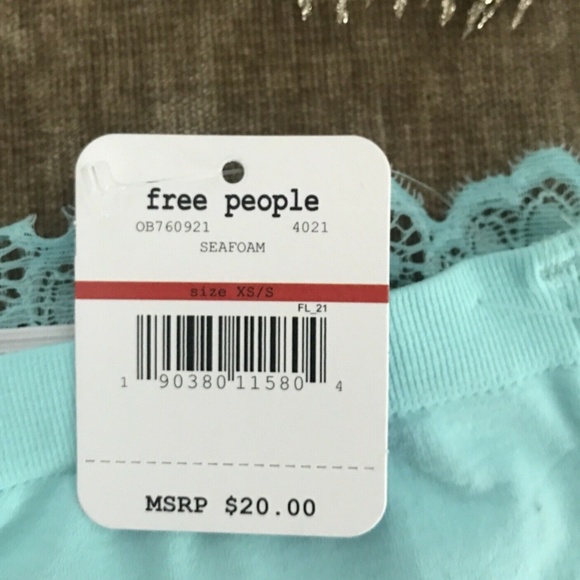 free people
OB760921 4021
SEAFOAM
size XS/S
FL_21
1 90380 11580 4
MSRP $20.00